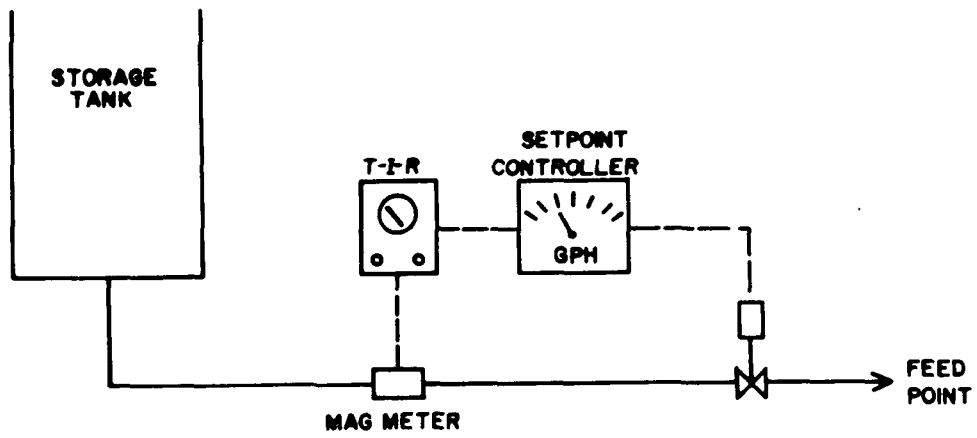 STORAGE
TANK
SETPOINT
CONTROLLER
T-I-R
GPH
FEED
POINT
MAG METER